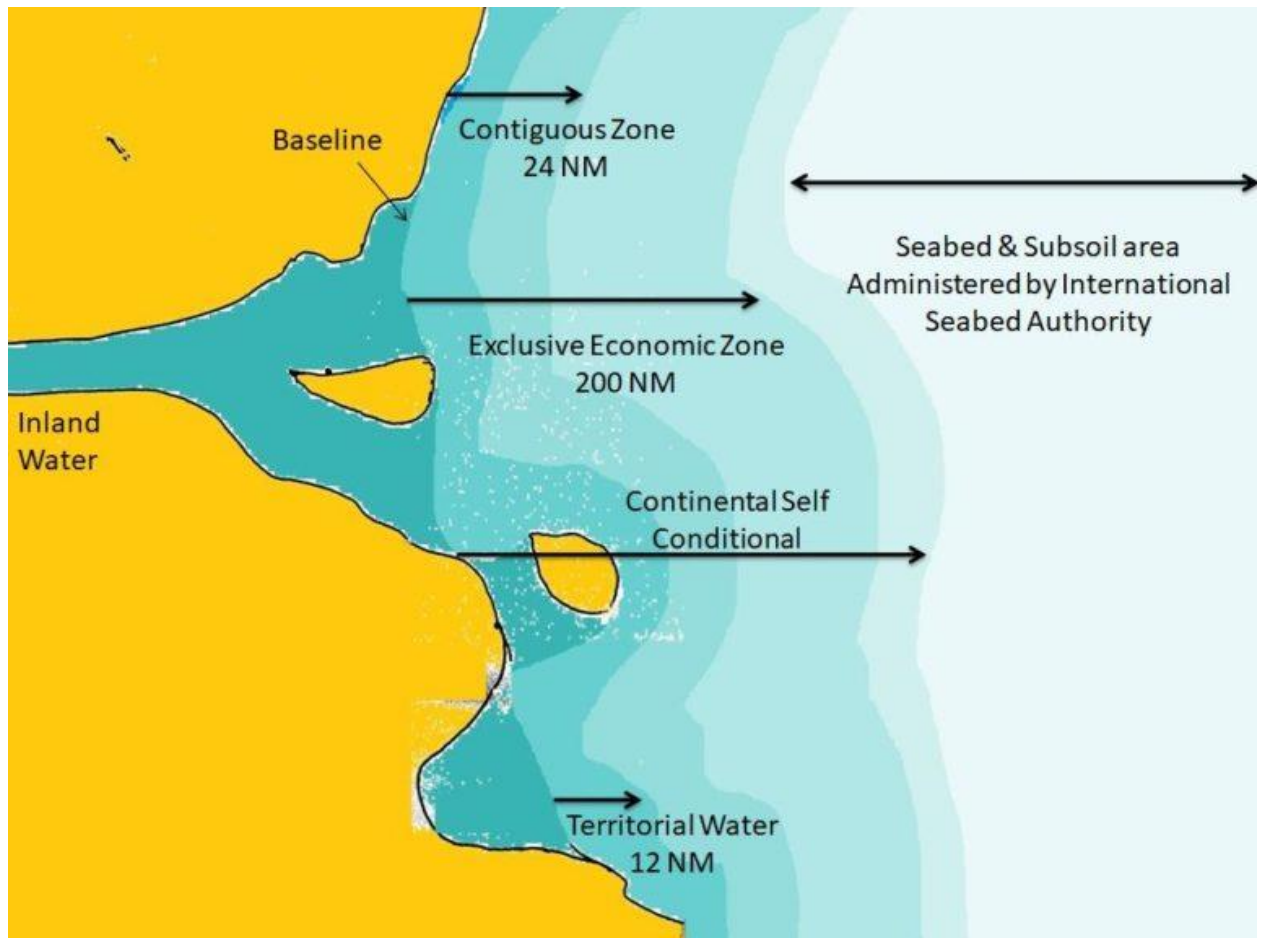 Contiguous Zone
24 NM
Baseline
Seabed & Subsoil area
Administered by International
Seabed Authority
Exclusive Economic Zone
200 NM
Inland
Water
Continental Self
Conditional
Territorial Water
12 NM